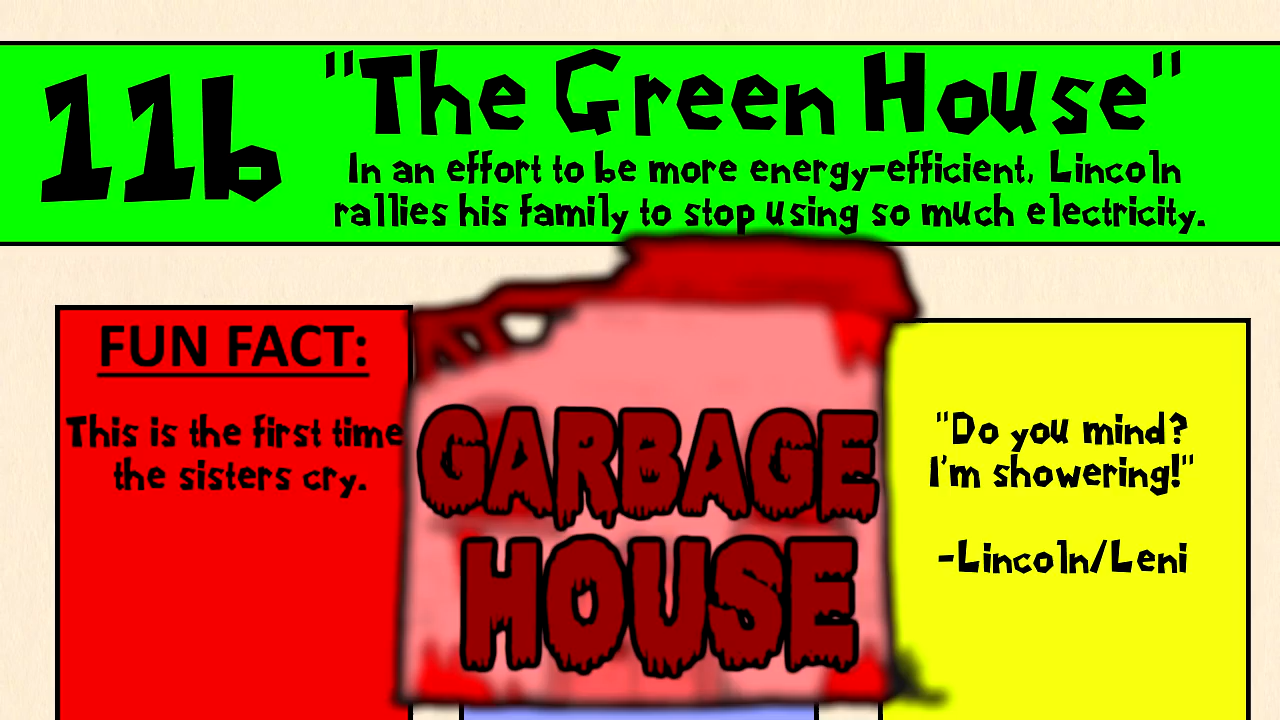 11b
"The Green House"
In an effort to be more energy-efficient, Lincoln
rallies his family to stop using so much electricity.
FUN FACT:
This is the first time
the sisters cry.
GARBAGE
HOUSE
"Do you mind?
I'm showering!"
-Lincoln/Leni